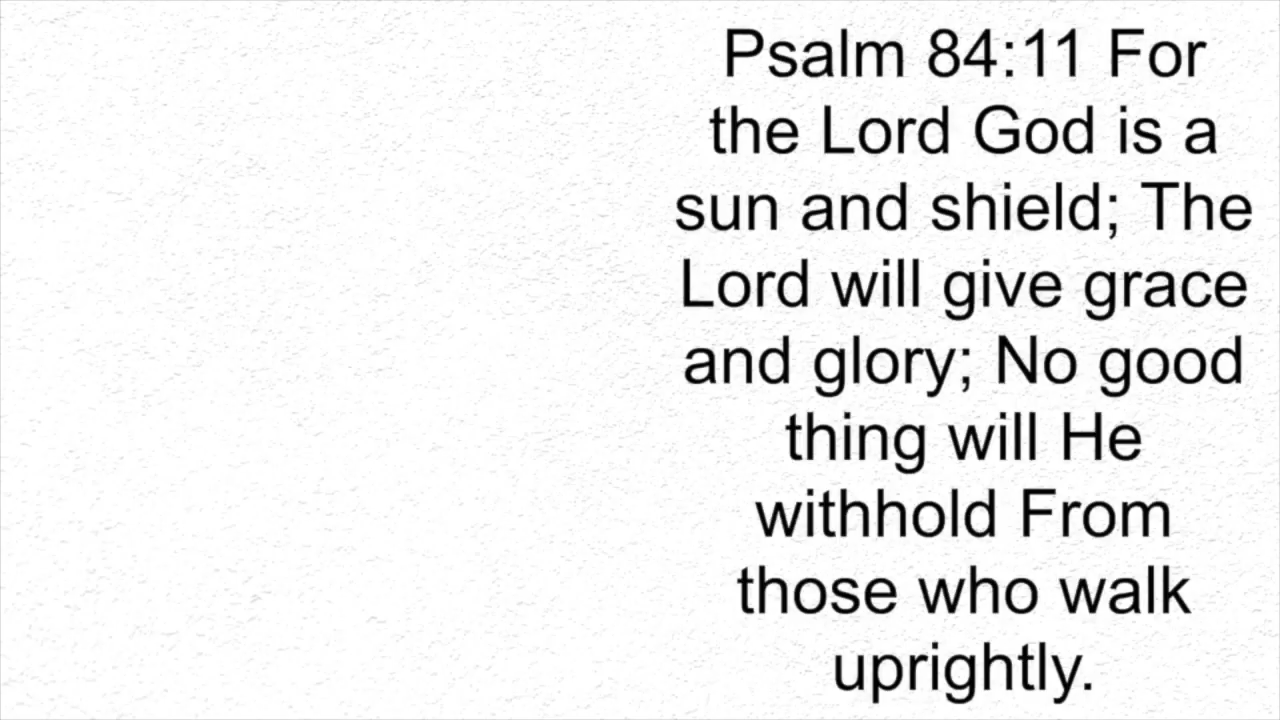 Psalm 84:11 For
the Lord God is a
sun and shield; The
Lord will give grace
and glory; No good
thing will He
withhold From
those who walk
uprightly.